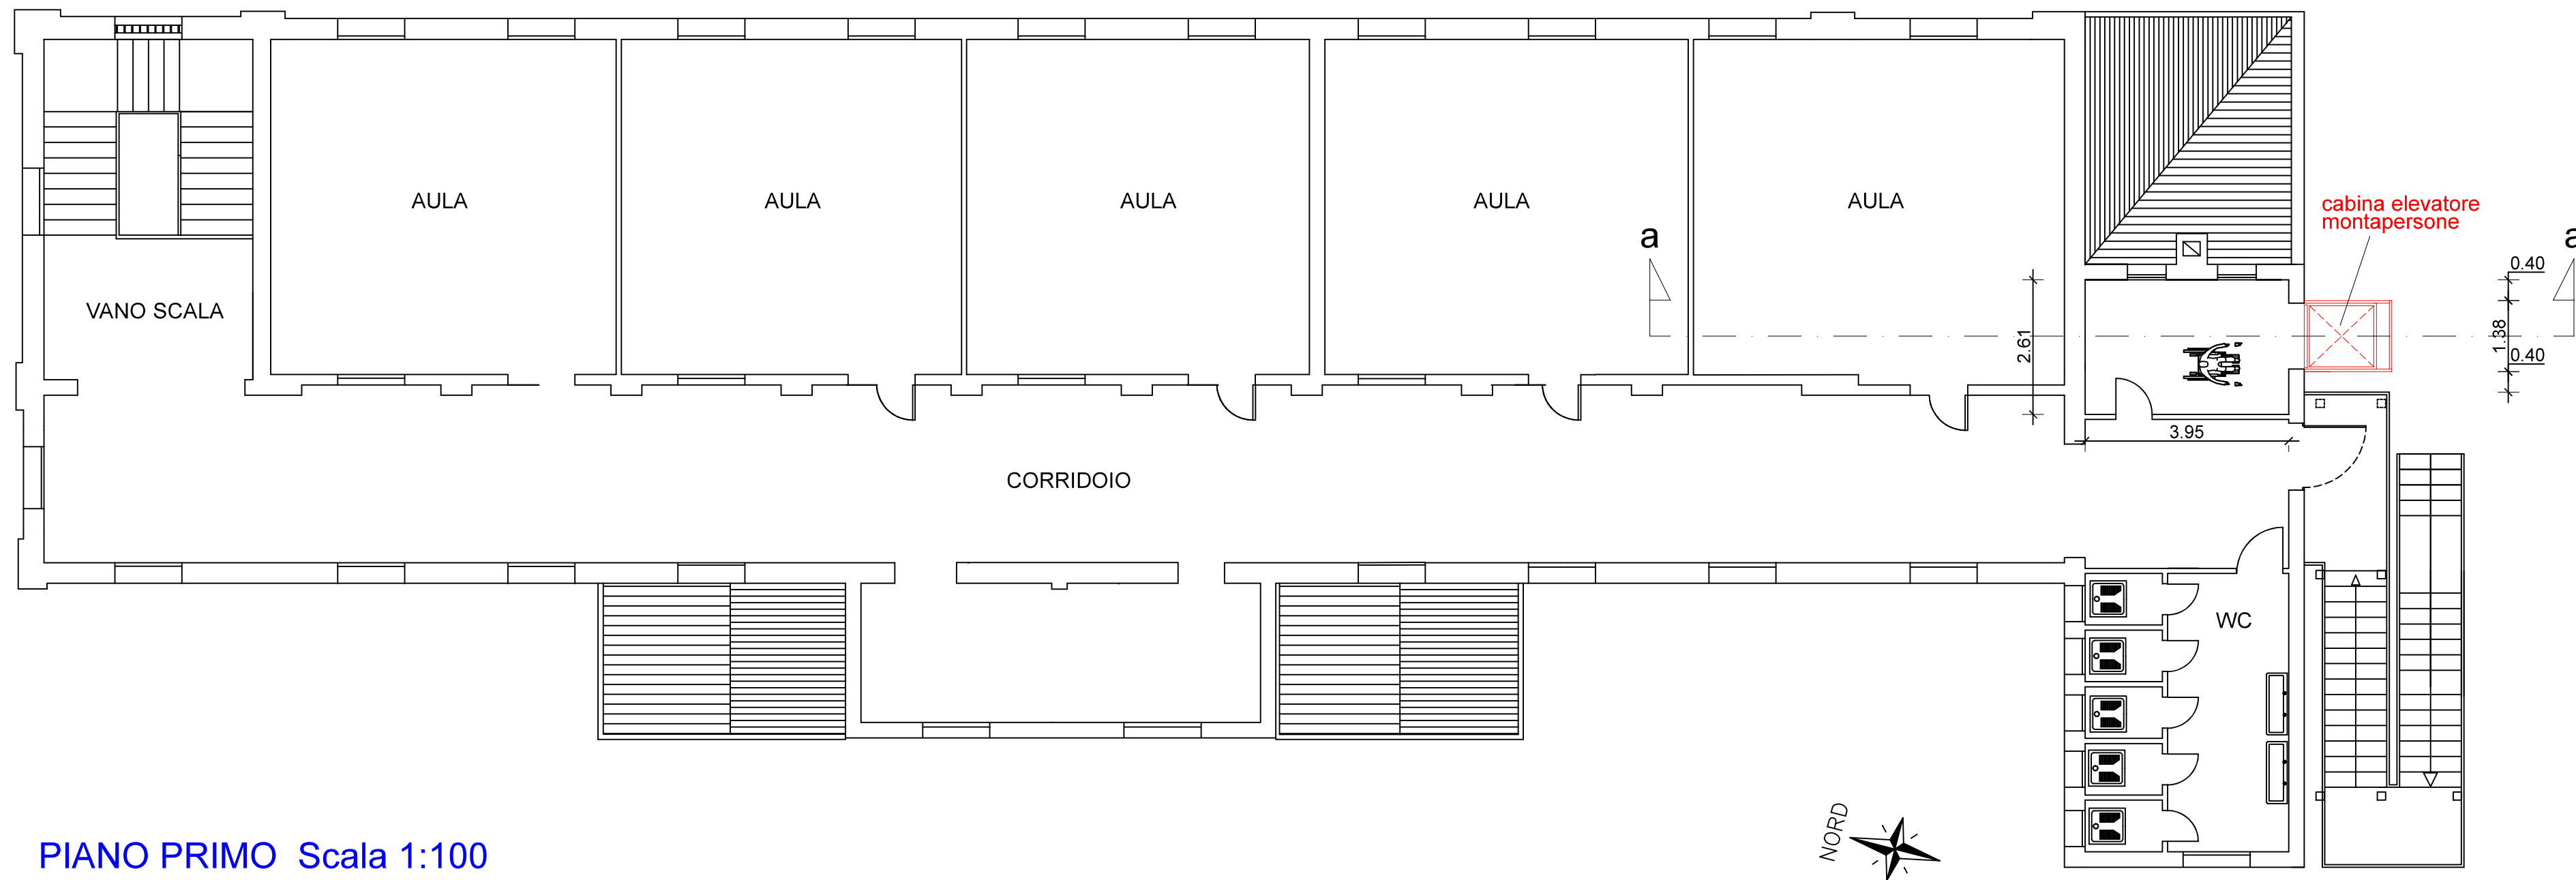 AULA
AULA
AULA
AULA
AULA
cabina elevatore
montapersone
a
a
0.40
1.38
0.40
2.61
3.95
VANO SCALA
CORRIDOIO
WC
NORD
PIANO PRIMO Scala 1:100